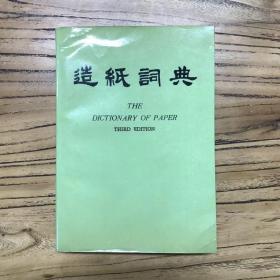 造紙詞典
THE
DICTIONARY OF PAPER
THIRD EDITION